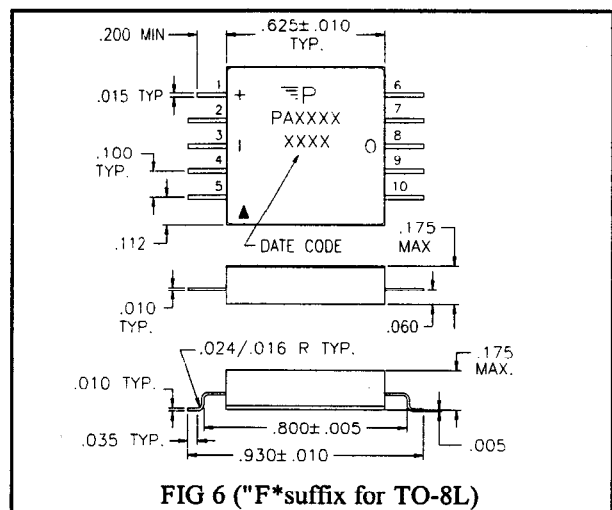 .200 MIN
.625±.010
TYP.
.015 TYP
1
+
P
6
2
PAXXXX
7
3
I
XXXX
O
8
.100
TYP.
4
9
5
10
.112
DATE CODE
.175
MAX
.010
TYP.
.060
.024/.016 R TYP.
.175
MAX.
.010 TYP.
.035 TYP.
.800±.005
.005
.930±.010
FIG 6 ("F*suffix for TO-8L)